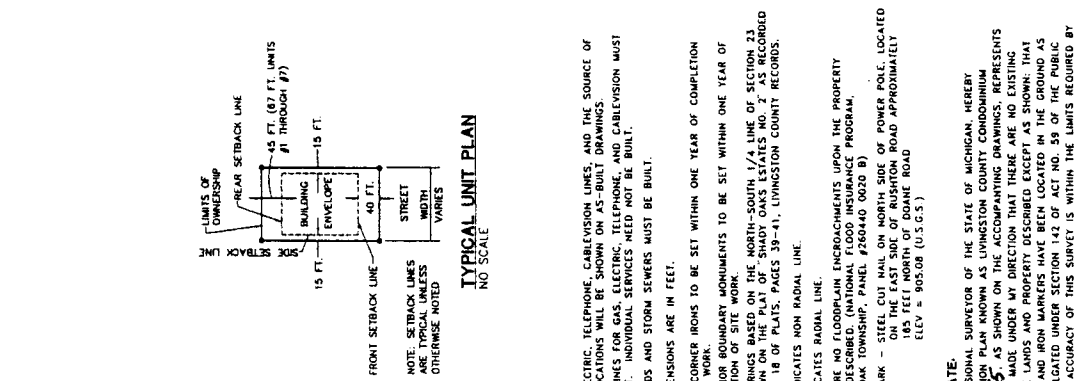 LIMITS OF
OWNERSHIP
REAR SETBACK LINE
45 FT. (67 FT. UNITS
#1 THROUGH #7)
SIDE SETBACK LINE
BUILDING
ENVELOPE
15 FT.
15 FT.
40 FT.
FRONT SETBACK LINE
STREET
WIDTH
VARIES
NOTE: SETBACK LINES
ARE TYPICAL UNLESS
OTHERWISE NOTED
TYPICAL UNIT PLAN
NO SCALE
ECTRIC, TELEPHONE, CABLEVISION LINES, AND THE SOURCE OF
OCATIONS WILL BE SHOWN ON AS-BUILT DRAWINGS.
INES FOR GAS, ELECTRIC, TELEPHONE, AND CABLEVISION MUST
. INDIVIDUAL SERVICES NEED NOT BE BUILT.
DS AND STORM SEWERS MUST BE BUILT.
ENSIONS ARE IN FEET.
CORNER IRONS TO BE SET WITHIN ONE YEAR OF COMPLETION
WORK.
IOR BOUNDARY MONUMENTS TO BE SET WITHIN ONE YEAR OF
TION OF SITE WORK.
RINGS BASED ON THE NORTH-SOUTH 1/4 LINE OF SECTION 23
WN ON THE PLAT OF "SHADY OAKS ESTATES NO. 2" AS RECORDED
18 OF PLATS, PAGES 39-41, LIVINGSTON COUNTY RECORDS.
DICATES NON RADIAL LINE.
ICATES RADIAL LINE.
RE NO FLOODPLAIN ENCROACHMENTS UPON THE PROPERTY
DESCRIBED. (NATIONAL FLOOD INSURANCE PROGRAM,
OAK TOWNSHIP, PANEL #260440 0020 B)
ARK - STEEL CUT NAIL ON NORTH SIDE OF POWER POLE, LOCATED
ON THE EAST SIDE OF RUSHTON ROAD APPROXIMATELY
185 FEET NORTH OF DOANE ROAD
ELEV = 905.08 (U.S.G.S.)
ATE.
SIONAL SURVEYOR OF THE STATE OF MICHIGAN, HEREBY
ION PLAN KNOWN AS LIVINGSTON COUNTY CONDOMINIUM
5, AS SHOWN ON THE ACCOMPANYING DRAWINGS, REPRESENTS
MADE UNDER MY DIRECTION THAT THERE ARE NO EXISTING
LANDS AND PROPERTY DESCRIBED EXCEPT AS SHOWN: THAT
AND IRON MARKERS HAVE BEEN LOCATED IN THE GROUND AS
LGATED UNDER SECTION 142 OF ACT NO. 59 OF THE PUBLIC
ACCURACY OF THIS SURVEY IS WITHIN THE LIMITS REQUIRED BY